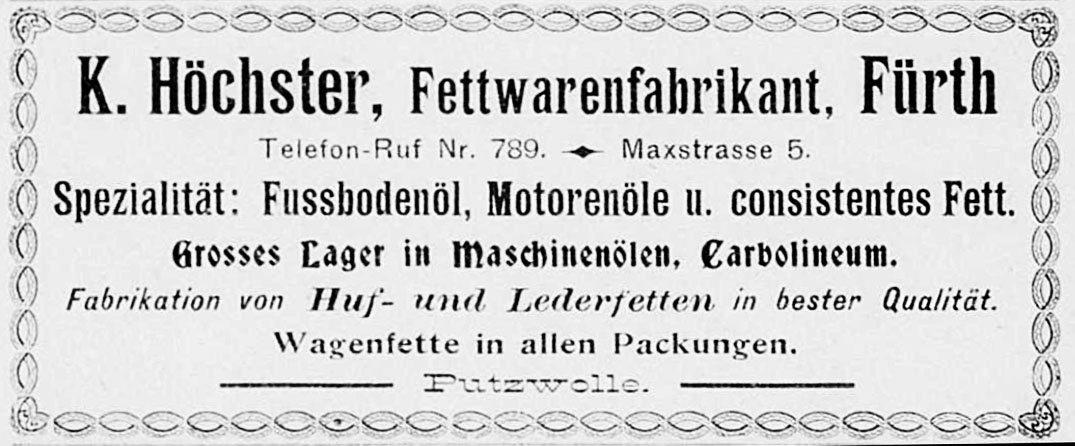 K. Höchster, Fettwarenfabrikant, Fürth
Telefon-Ruf Nr. 789. Maxstrasse 5.
Spezialität: Fussbodenöl, Motorenöle u. consistentes Fett.
Grosses Lager in Maschinenölen, Carbolineum.
Fabrikation von Huf- und Lederfetten in bester Qualität.
Wagenfette in allen Packungen.
Putzwolle.